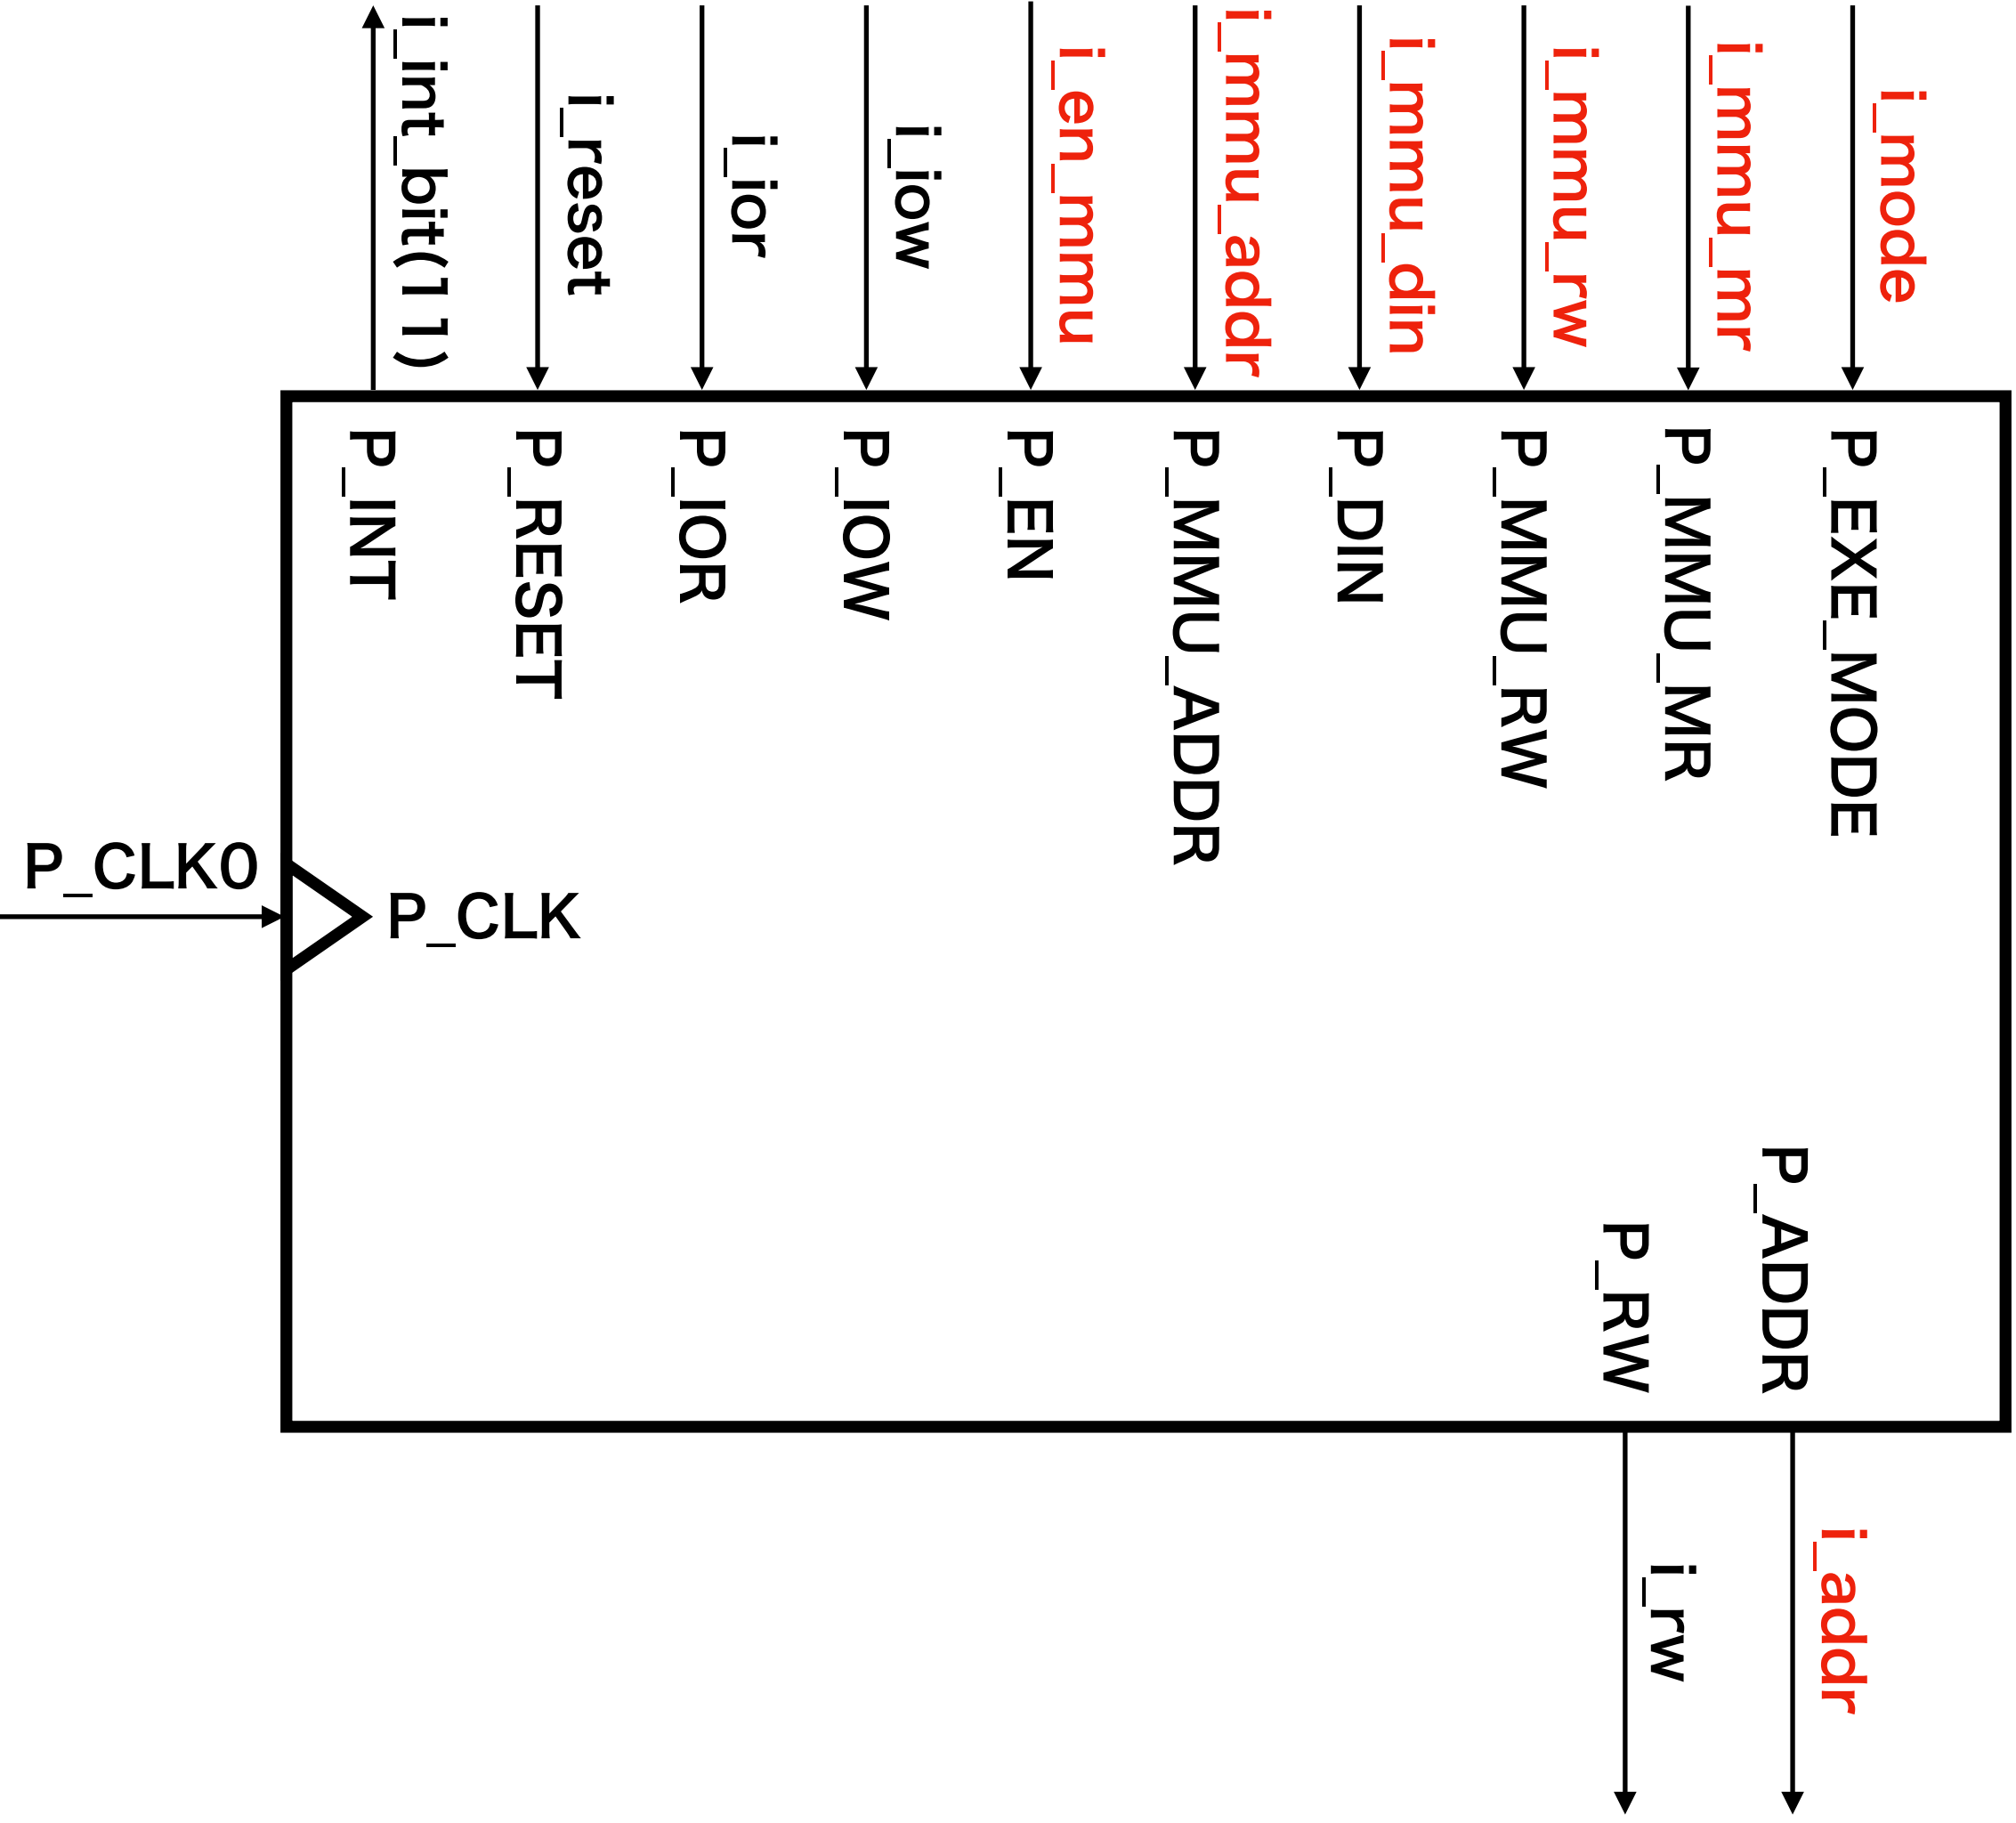 i_int_bit(11)
i_reset
i_ior
i_iow
i_en_mmu
i_mmu_addr
i_mmu_din
i_mmu_rw
i_mmu_mr
i_mode
P_INT
P_RESET
P_IOR
P_IOW
P_EN
P_MMU_ADDR
P_DIN
P_MMU_RW
P_MMU_MR
P_EXE_MODE
P_CLK0
P_CLK
P_RW
P_ADDR
i_rw
i_addr